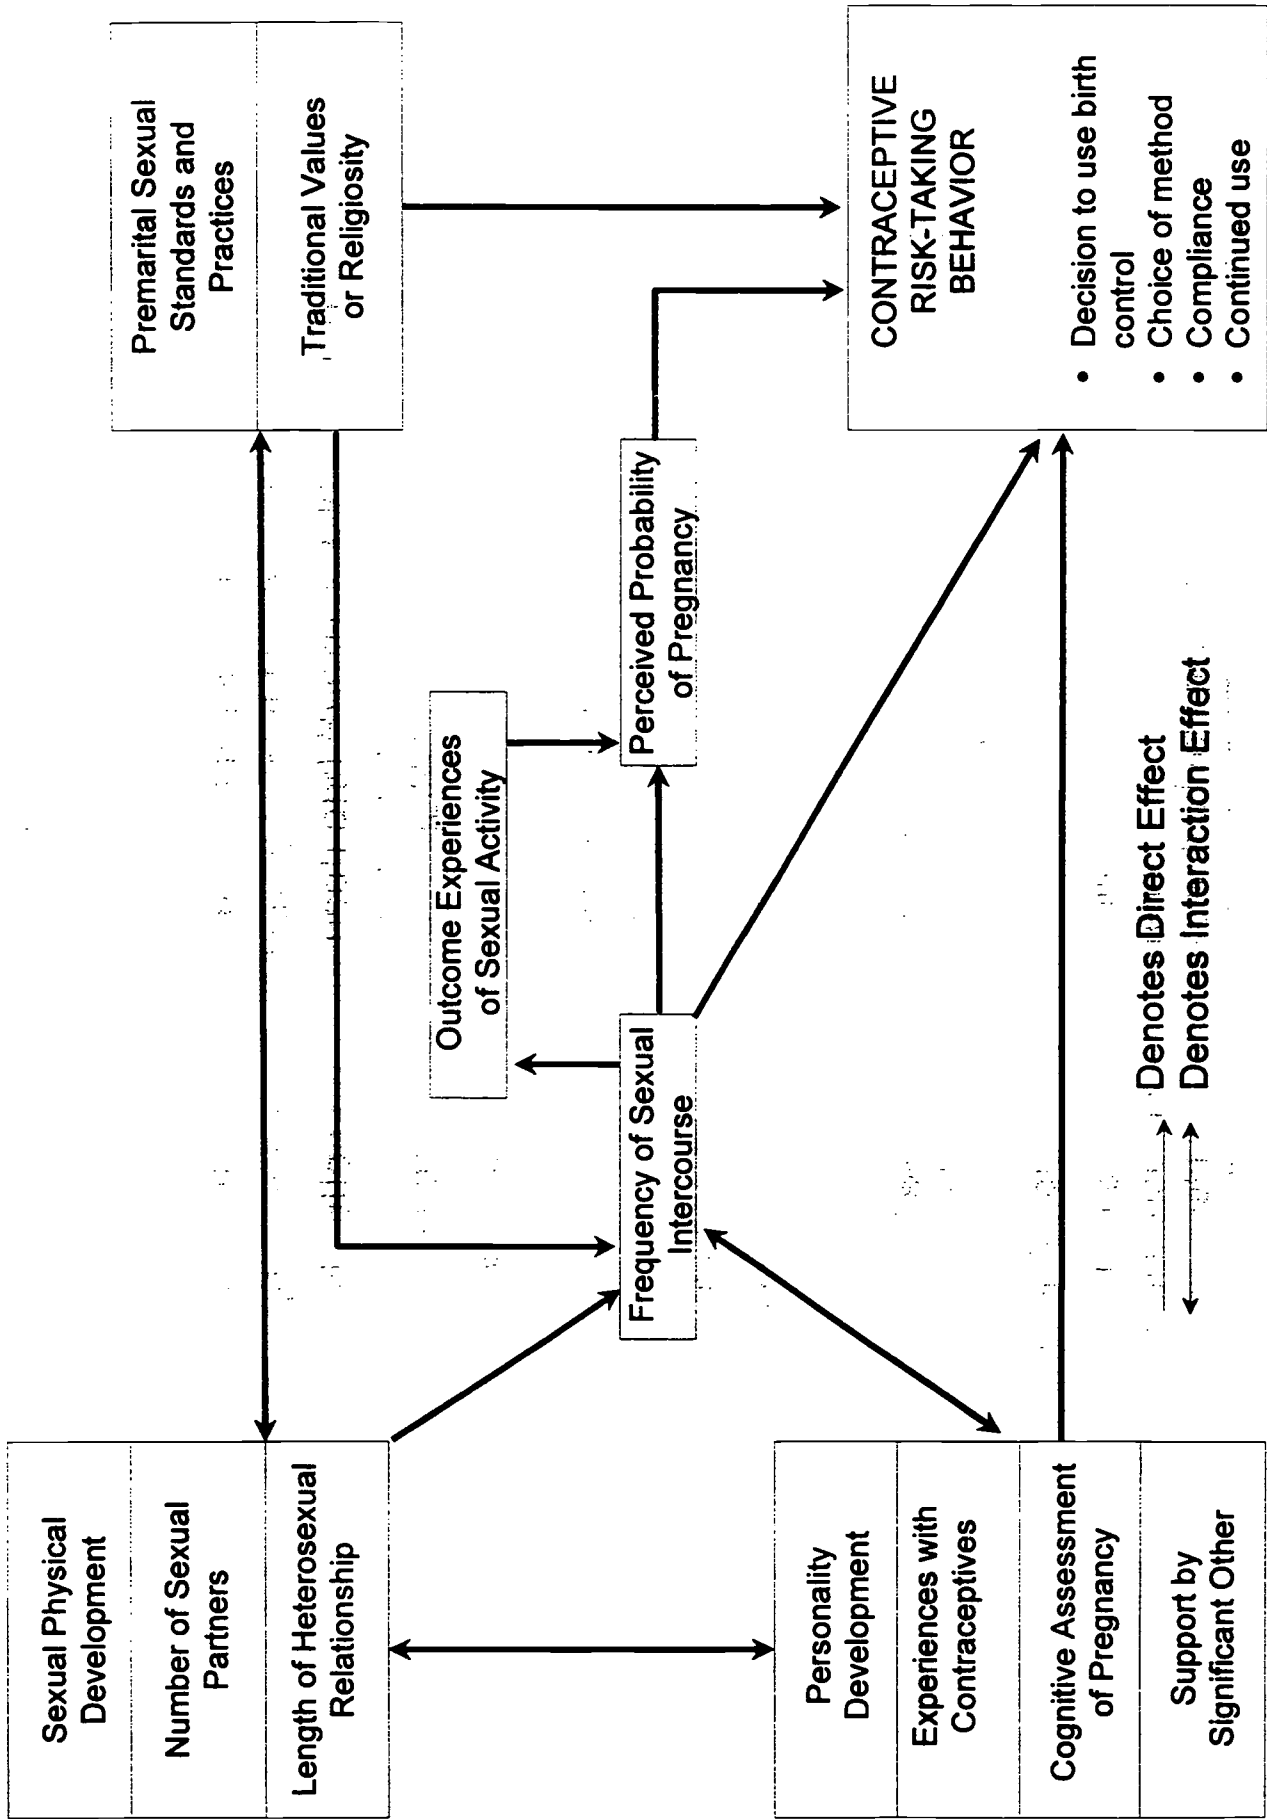 Sexual Physical
Development
Number of Sexual
Partners
Length of Heterosexual
Relationship
Premarital Sexual
Standards and
Practices
Traditional Values
or Religiosity
Outcome Experiences
of Sexual Activity
Frequency of Sexual
Intercourse
Perceived Probability
of Pregnancy
Personality
Development
Experiences with
Contraceptives
Cognitive Assessment
of Pregnancy
Support by
Significant Other
CONTRACEPTIVE
RISK-TAKING
BEHAVIOR
• Decision to use birth
control
• Choice of method
• Compliance
• Continued use
Denotes Direct Effect
Denotes Interaction Effect